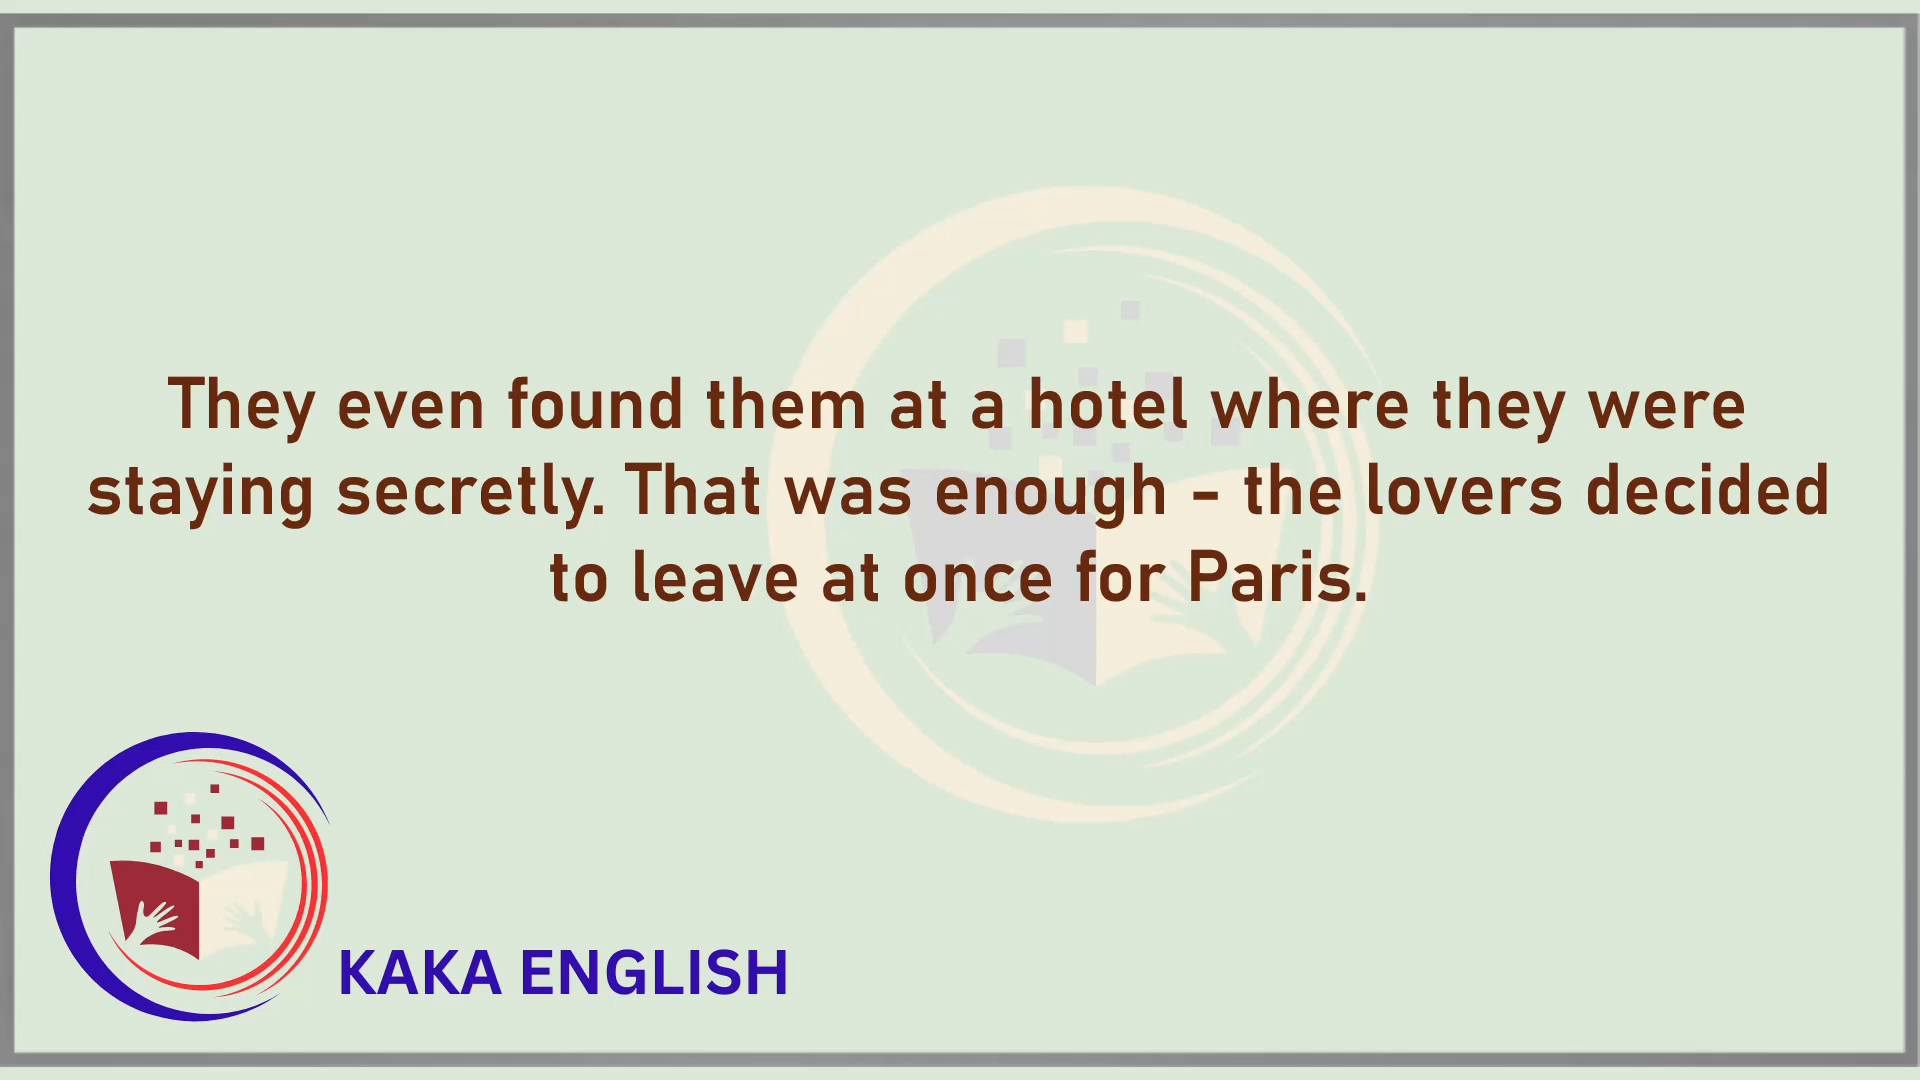 They even found them at a hotel where they were
staying secretly. That was enough - the lovers decided
to leave at once for Paris.
KAKA ENGLISH